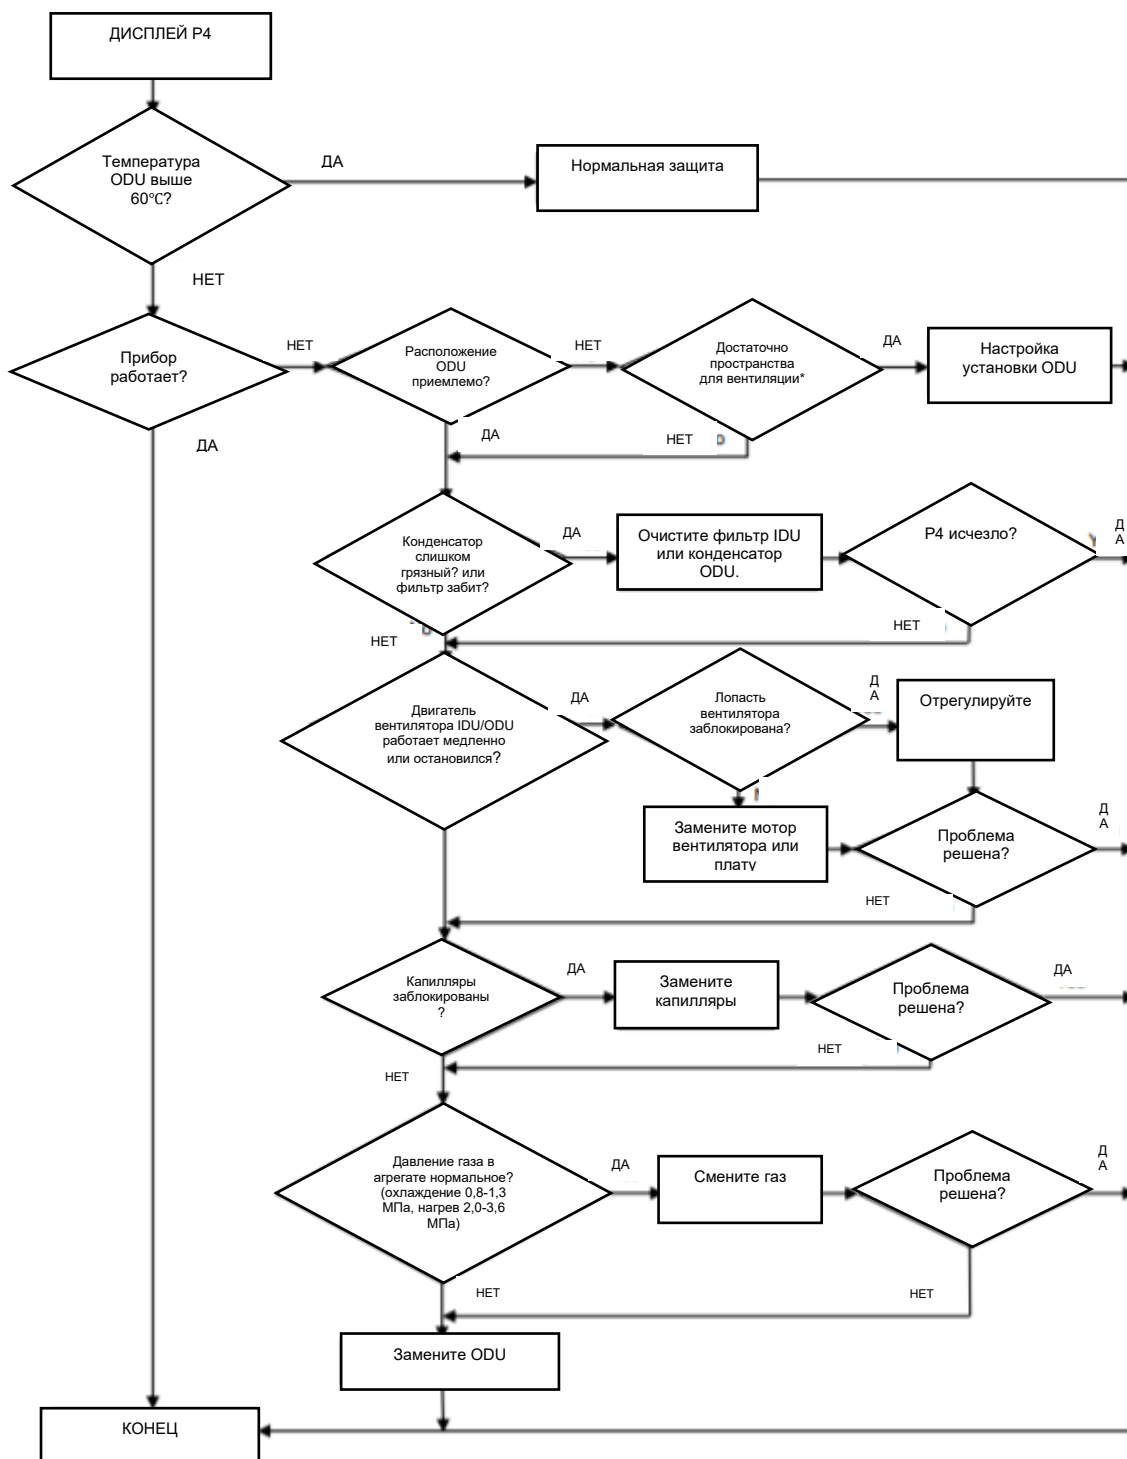 ДИСПЛЕЙ P4
Температура
ODU выше
60℃?
ДА
Нормальная защита
НЕТ
Прибор
работает?
НЕТ
Расположение
ODU
приемлемо?
НЕТ
Достаточно
пространства
для вентиляции*
ДА
Настройка
установки ODU
ДА
ДА
НЕТ
Конденсатор
слишком
грязный? или
фильтр забит?
ДА
Очистите фильтр IDU
или конденсатор
ODU.
P4 исчезло?
Д
А
НЕТ
НЕТ
Двигатель
вентилятора IDU/ODU
работает медленно
или остановился?
ДА
Лопасть
вентилятора
заблокирована?
Д
А
Отрегулируйте
Замените мотор
вентилятора или
плату
Проблема
решена?
Д
А
НЕТ
Капилляры
заблокированы
?
ДА
Замените
капилляры
Проблема
решена?
ДА
НЕТ
НЕТ
Давление газа в
агрегате нормальное?
(охлаждение 0,8-1,3
МПа, нагрев 2,0-3,6
МПа)
ДА
Смените газ
Проблема
решена?
Д
А
НЕТ
НЕТ
Замените ODU
КОНЕЦ